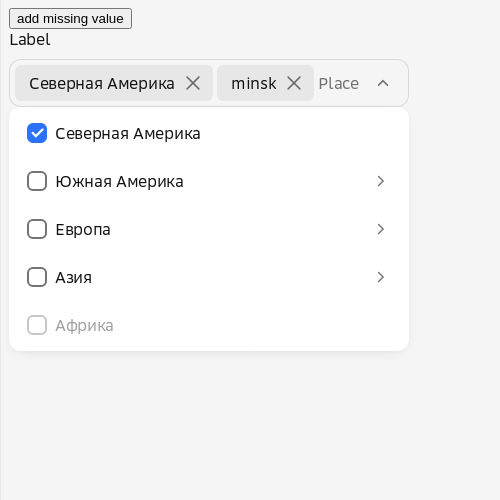 add missing value
Label
Северная Америка minsk Place
Северная Америка
Южная Америка
Европа
Азия
Африка